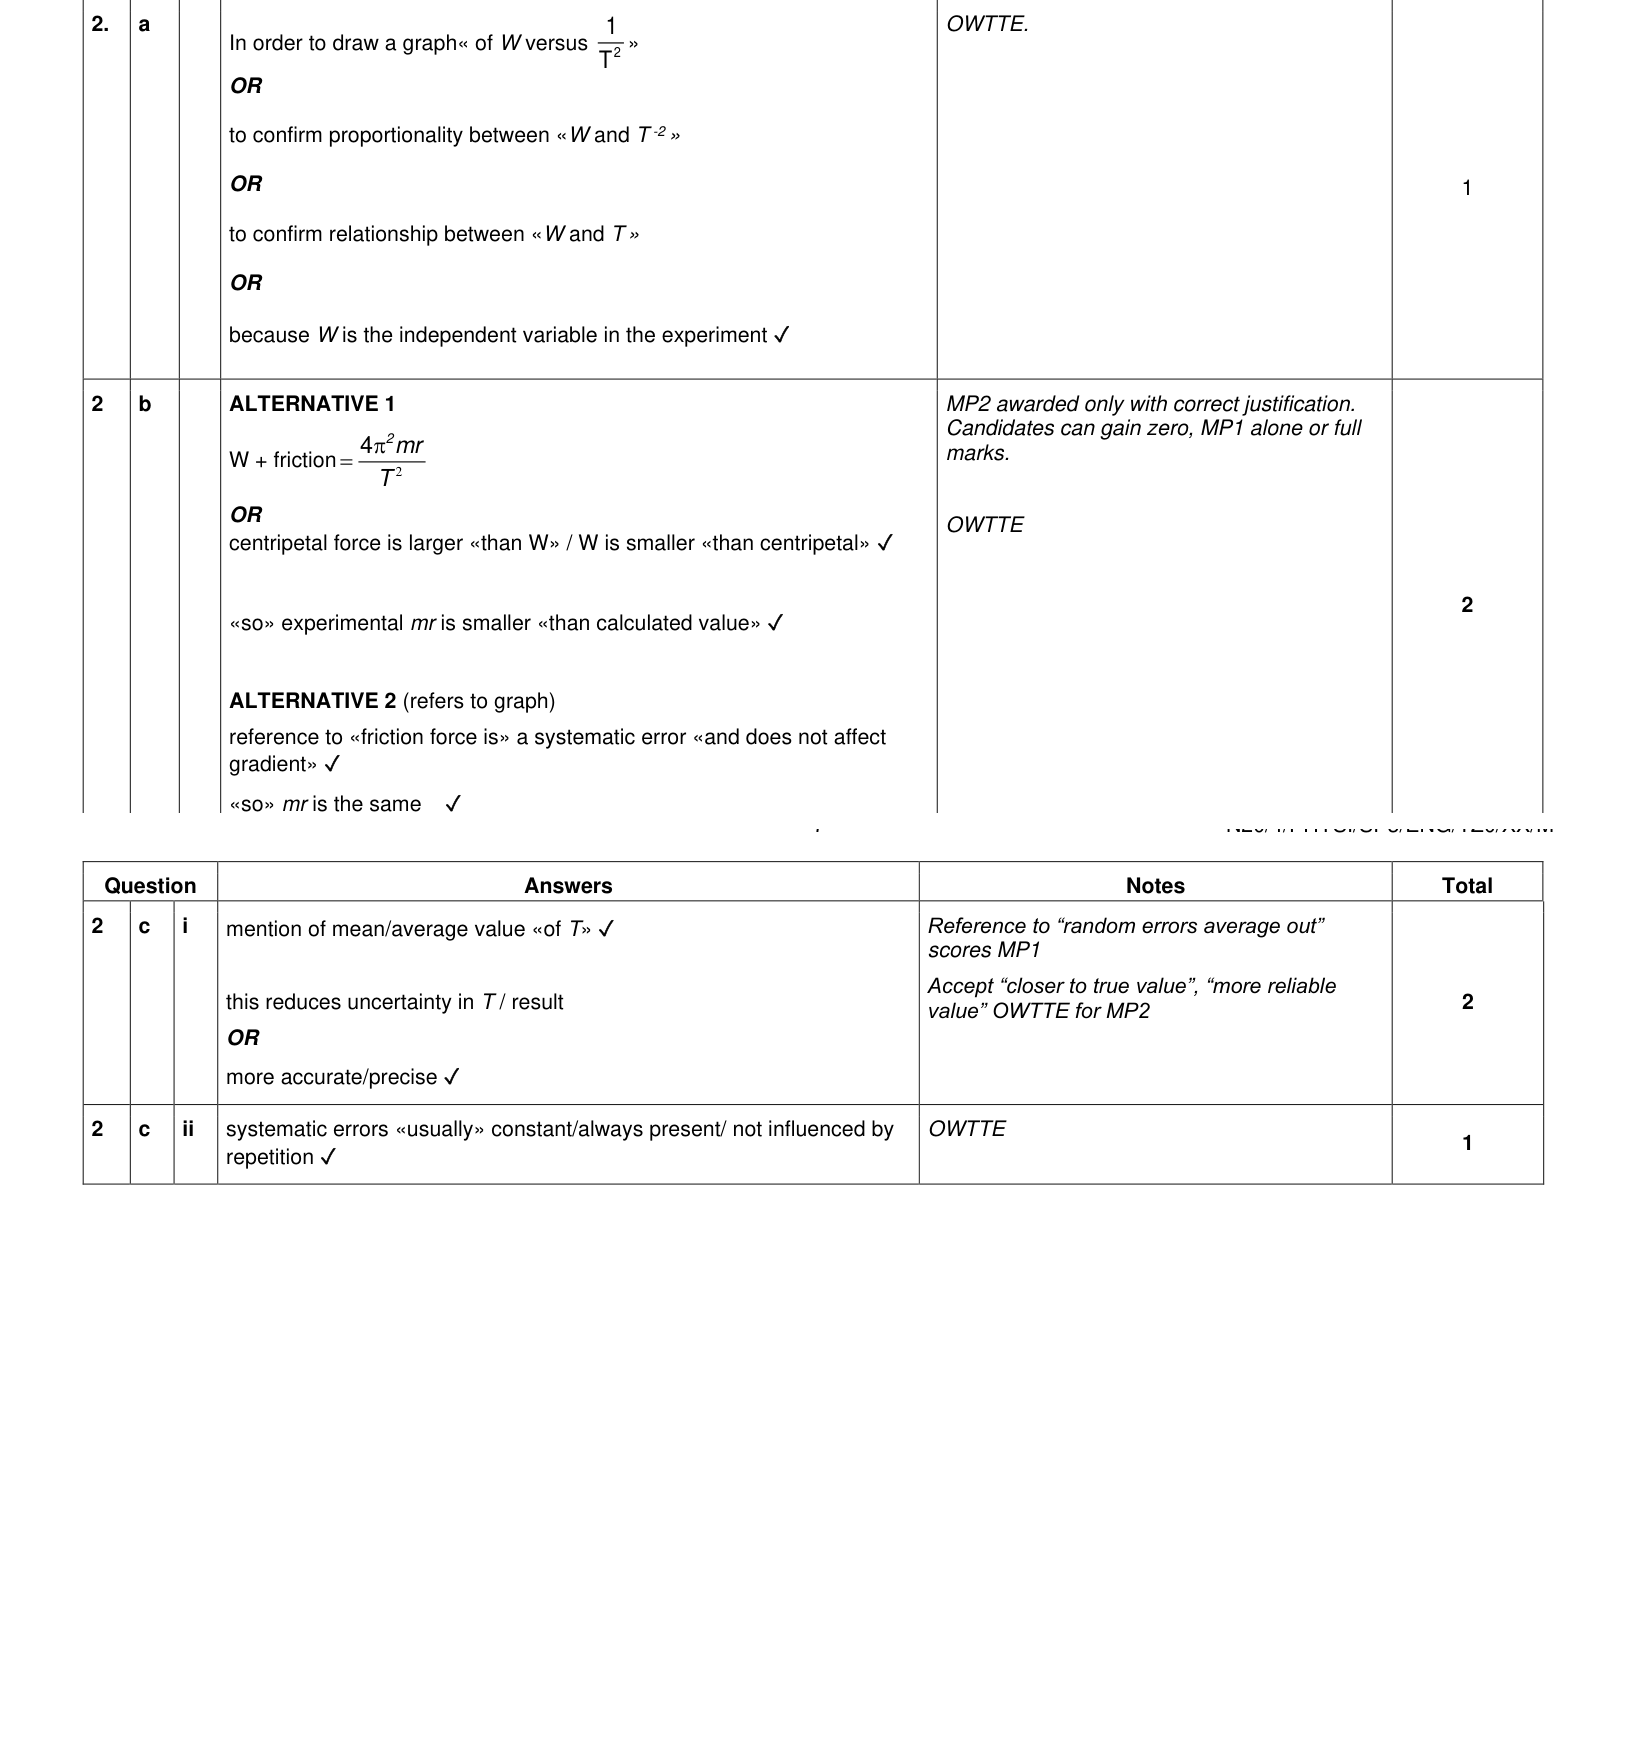 2. a In order to draw a graph« of W versus 1/T² » OWTTE.
OR
to confirm proportionality between «W and T⁻² »
OR
1
to confirm relationship between «W and T »
OR
because W is the independent variable in the experiment ✓
2 b ALTERNATIVE 1 MP2 awarded only with correct justification.
Candidates can gain zero, MP1 alone or full
marks.
W + friction = 4π²mr/T²
OR
OWTTE
centripetal force is larger «than W» / W is smaller «than centripetal» ✓
2
«so» experimental mr is smaller «than calculated value» ✓
ALTERNATIVE 2 (refers to graph)
reference to «friction force is» a systematic error «and does not affect
gradient» ✓
«so» mr is the same ✓
Question Answers Notes Total
2 c i mention of mean/average value «of T» ✓ Reference to “random errors average out”
scores MP1
Accept “closer to true value”, “more reliable
value” OWTTE for MP2
this reduces uncertainty in T / result 2
OR
more accurate/precise ✓
2 c ii systematic errors «usually» constant/always present/ not influenced by OWTTE 1
repetition ✓